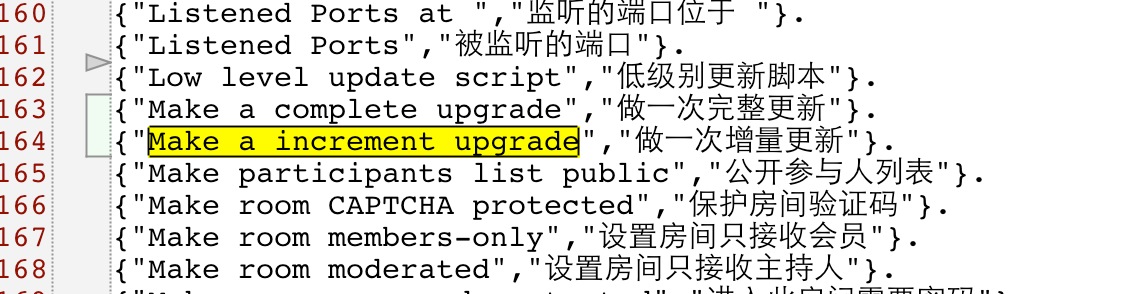 160 {"Listened Ports at ","监听的端口位于 "}.
161 {"Listened Ports","被监听的端口"}.
162 {"Low level update script","低级别更新脚本"}.
163 {"Make a complete upgrade","做一次完整更新"}.
164 {"Make a increment upgrade","做一次增量更新"}.
165 {"Make participants list public","公开参与人列表"}.
166 {"Make room CAPTCHA protected","保护房间验证码"}.
167 {"Make room members-only","设置房间只接收会员"}.
168 {"Make room moderated","设置房间只接收主持人"}.